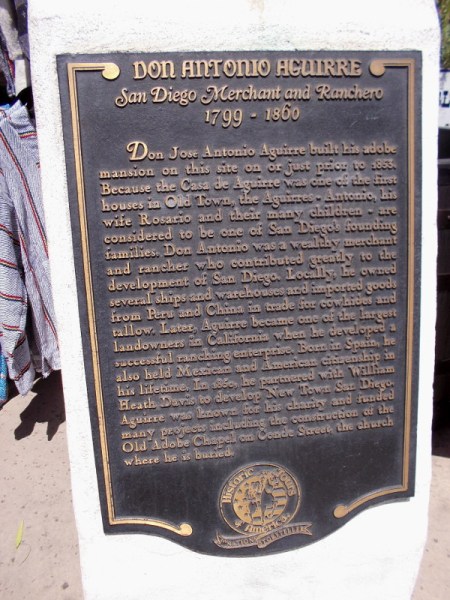 DON ANTONIO AGUIRRE
San Diego Merchant and Ranchero
1799 - 1860
Don Jose Antonio Aguirre built his adobe
mansion on this site on or just prior to 1853.
Because the Casa de Aguirre was one of the first
houses in Old Town, the Aguirres - Antonio, his
wife Rosario and their many children - are
considered to be one of San Diego's founding
families. Don Antonio was a wealthy merchant
and rancher who contributed greatly to the
development of San Diego. Locally, he owned
several ships and warehouses and imported goods
from Peru and China in trade for cowhides and
tallow. Later, Aguirre became one of the largest
landowners in California when he developed a
successful ranching enterprise. Born in Spain, he
also held Mexican and American citizenship in
his lifetime. In 1850, he partnered with William
Heath Davis to develop New Town San Diego.
Aguirre was known for his charity and funded
many projects including the construction of the
Old Adobe Chapel on Conde Street, the church
where he is buried.
Historic